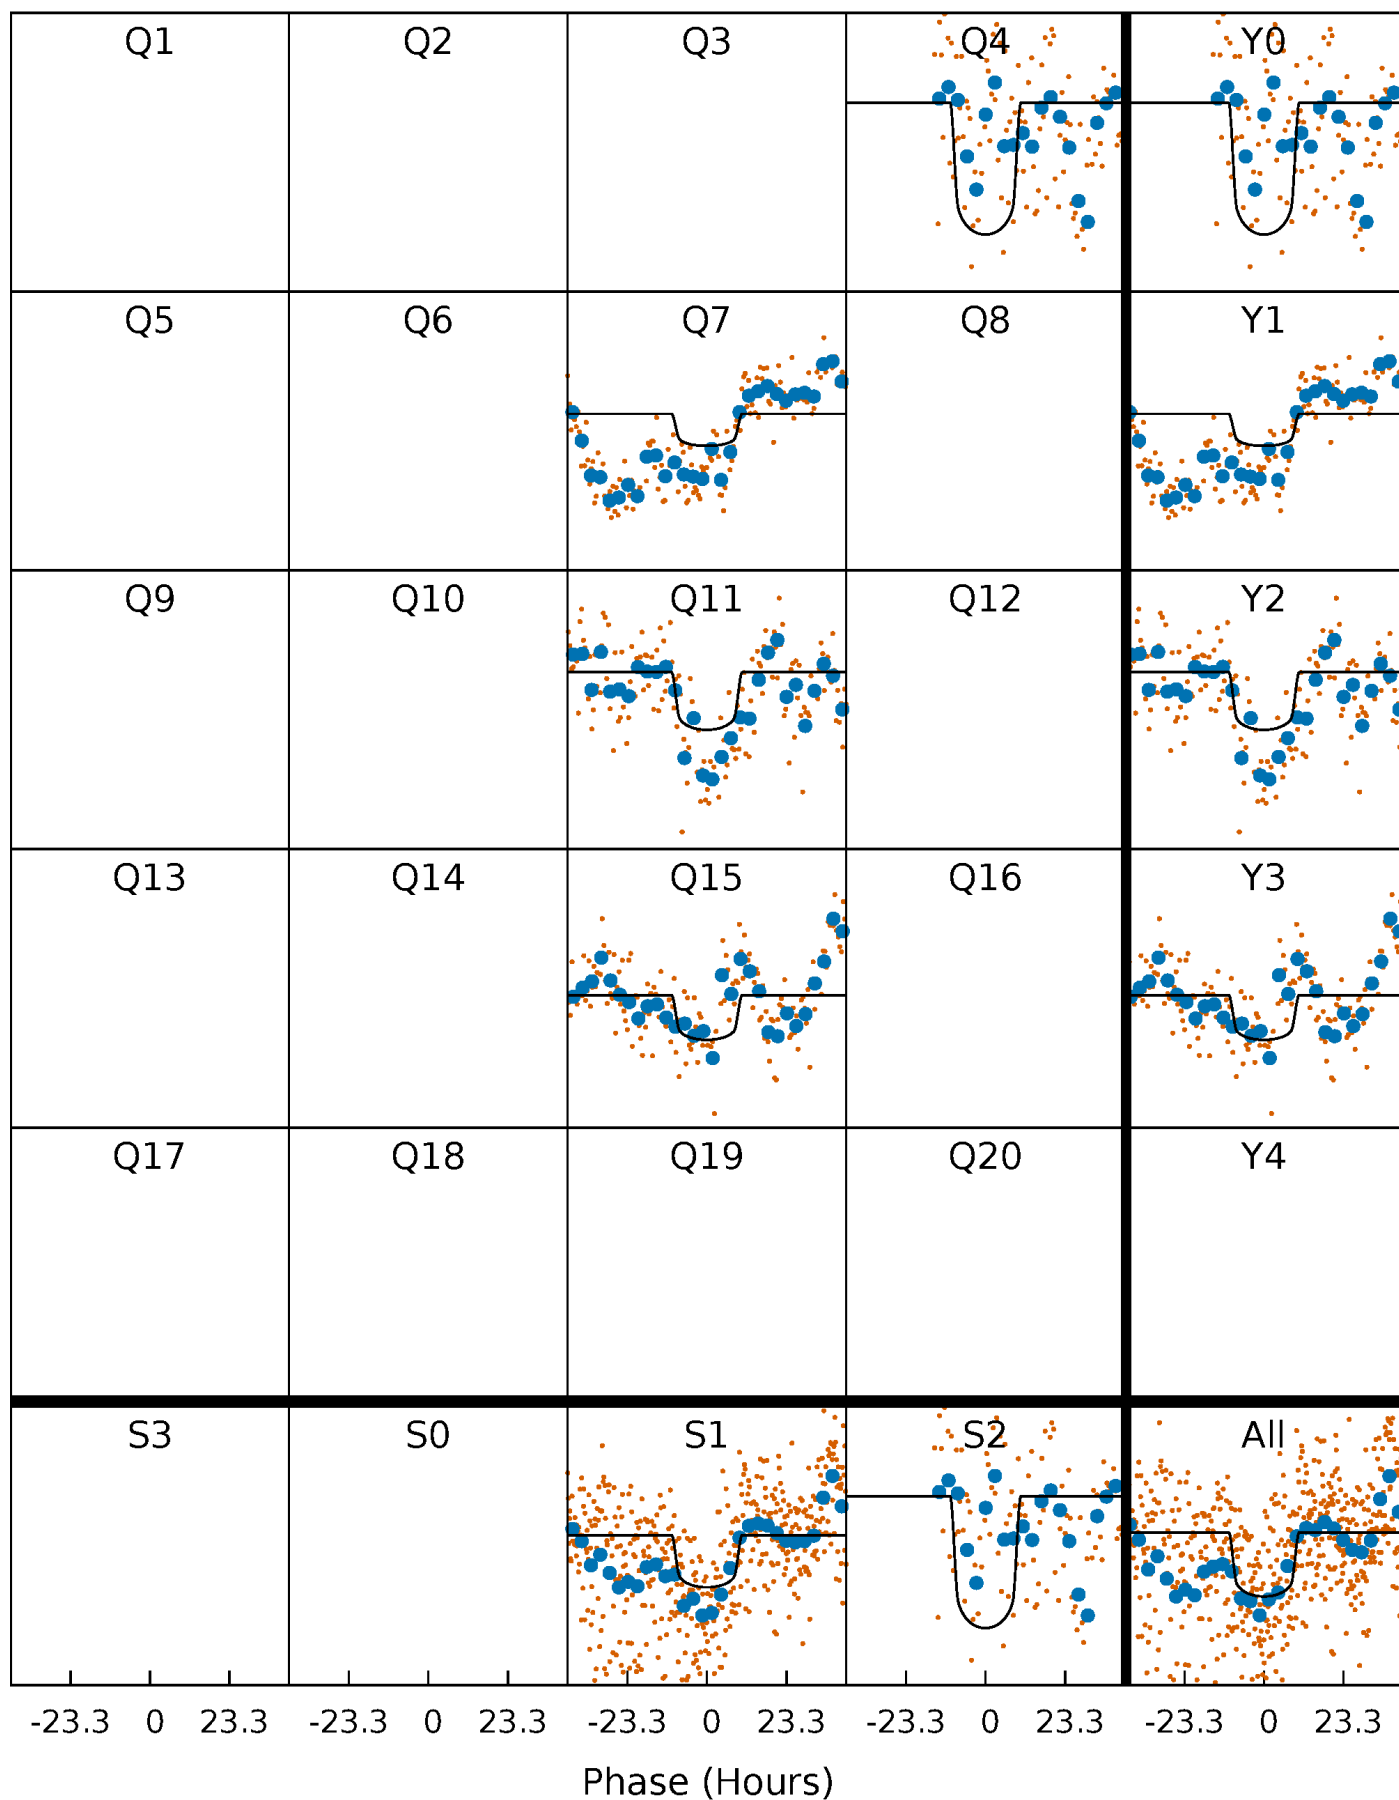 Q1 Q2 Q3 Q4 Y0
Q5 Q6 Q7 Q8 Y1
Q9 Q10 Q11 Q12 Y2
Q13 Q14 Q15 Q16 Y3
Q17 Q18 Q19 Q20 Y4
S3 S0 S1 S2 All
-23.3 0 23.3 -23.3 0 23.3 -23.3 0 23.3 -23.3 0 23.3 -23.3 0 23.3
Phase (Hours)